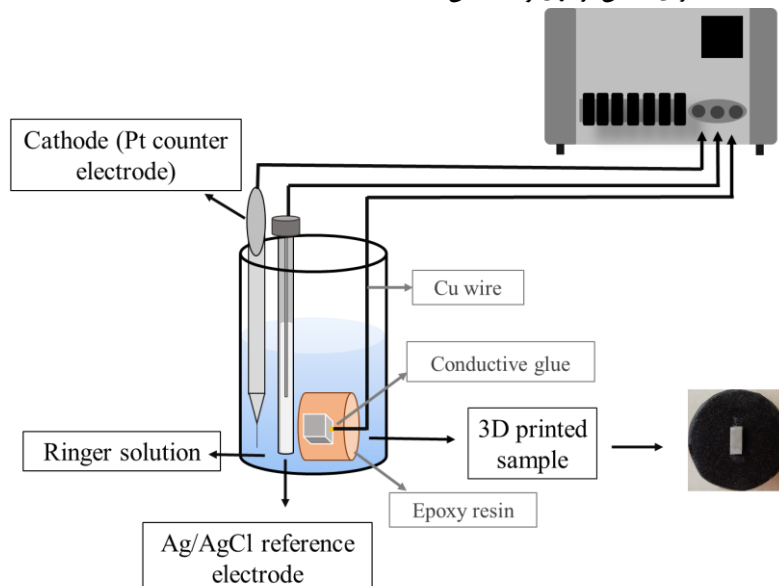 Cathode (Pt counter
electrode)
Cu wire
Conductive glue
Ringer solution
3D printed
sample
Epoxy resin
Ag/AgCl reference
electrode